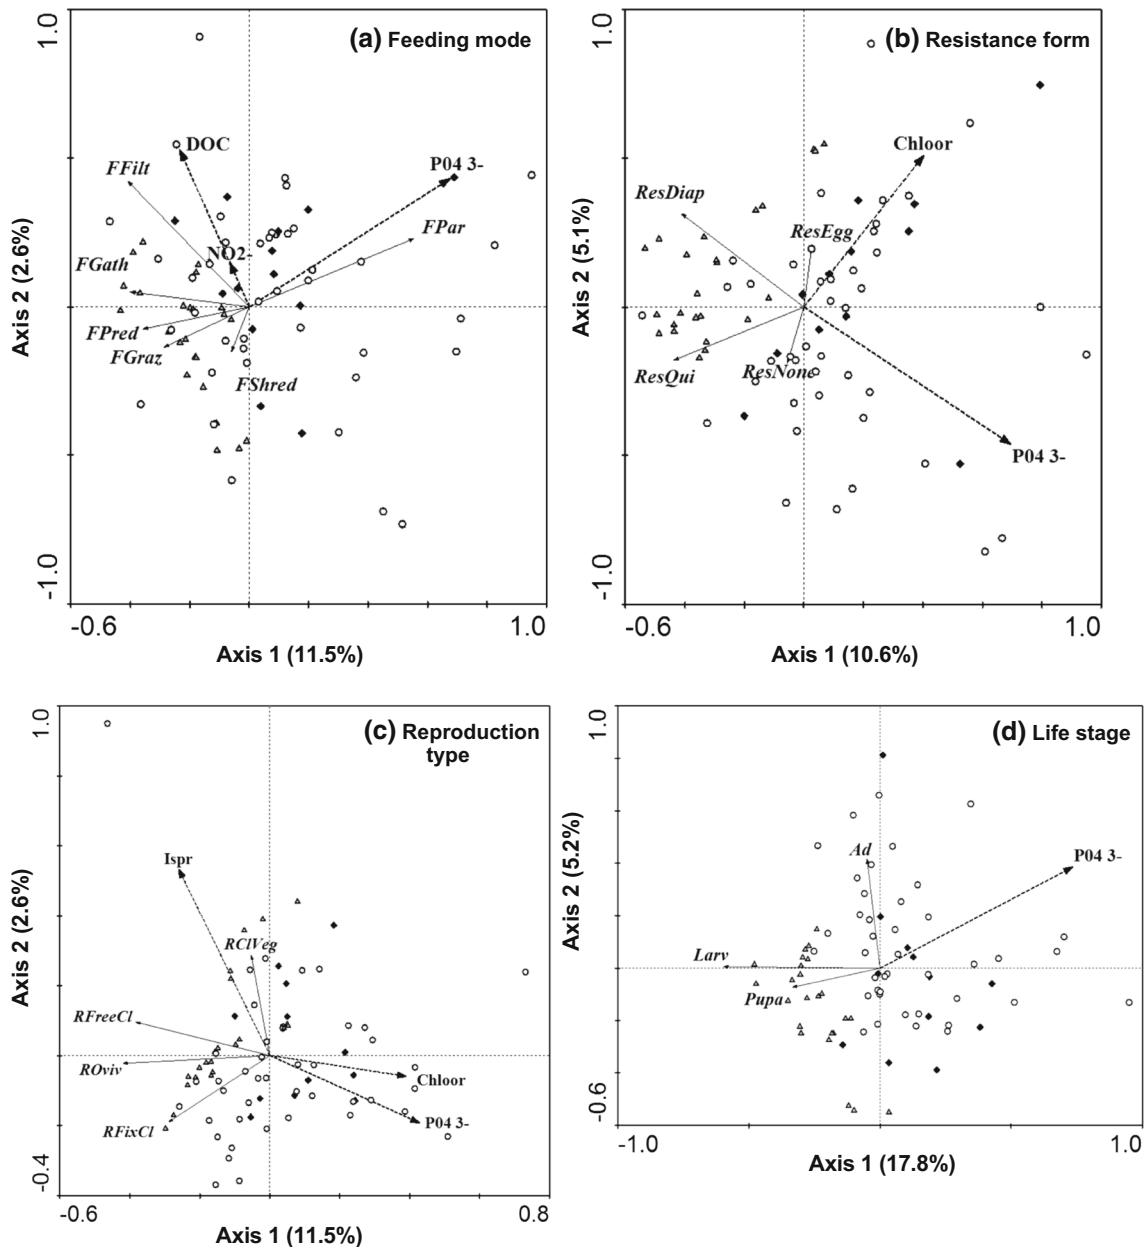 (a) Feeding mode
1.0
DOC
FFilt
P04 3-
FPar
NO2-
FGath
FPred
FGraz
FShred
Axis 2 (2.6%)
-1.0
-0.6
1.0
Axis 1 (11.5%)
(b) Resistance form
1.0
Chloor
ResDiap
ResEgg
ResQui
ResNone
P04 3-
Axis 2 (5.1%)
-1.0
-0.6
1.0
Axis 1 (10.6%)
(c) Reproduction
type
1.0
Ispr
RClVeg
RFreeCl
ROviv
Chloor
RFixCl
P04 3-
Axis 2 (2.6%)
-0.4
-0.6
0.8
Axis 1 (11.5%)
(d) Life stage
1.0
Ad
P04 3-
Larv
Pupa
Axis 2 (5.2%)
-0.6
-1.0
1.0
Axis 1 (17.8%)